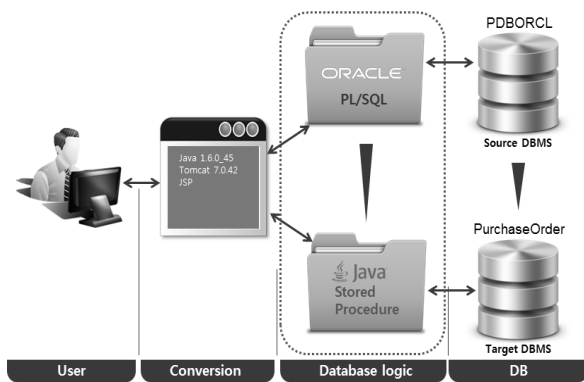 PDBORCL
ORACLE
PL/SQL
Source DBMS
Java 1.6.0_45
Tomcat 7.0.42
JSP
PurchaseOrder
Java
Stored
Procedure
Target DBMS
User
Conversion
Database logic
DB